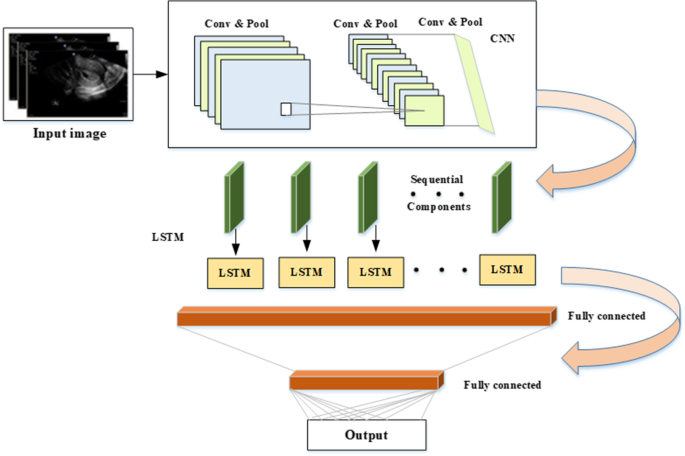 Conv & Pool
Conv & Pool
Conv & Pool
CNN
Input image
Sequential
Components
LSTM
LSTM
LSTM
LSTM
LSTM
Fully connected
Fully connected
Output